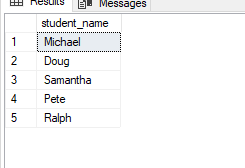 Results Messages
student_name
1 Michael
2 Doug
3 Samantha
4 Pete
5 Ralph